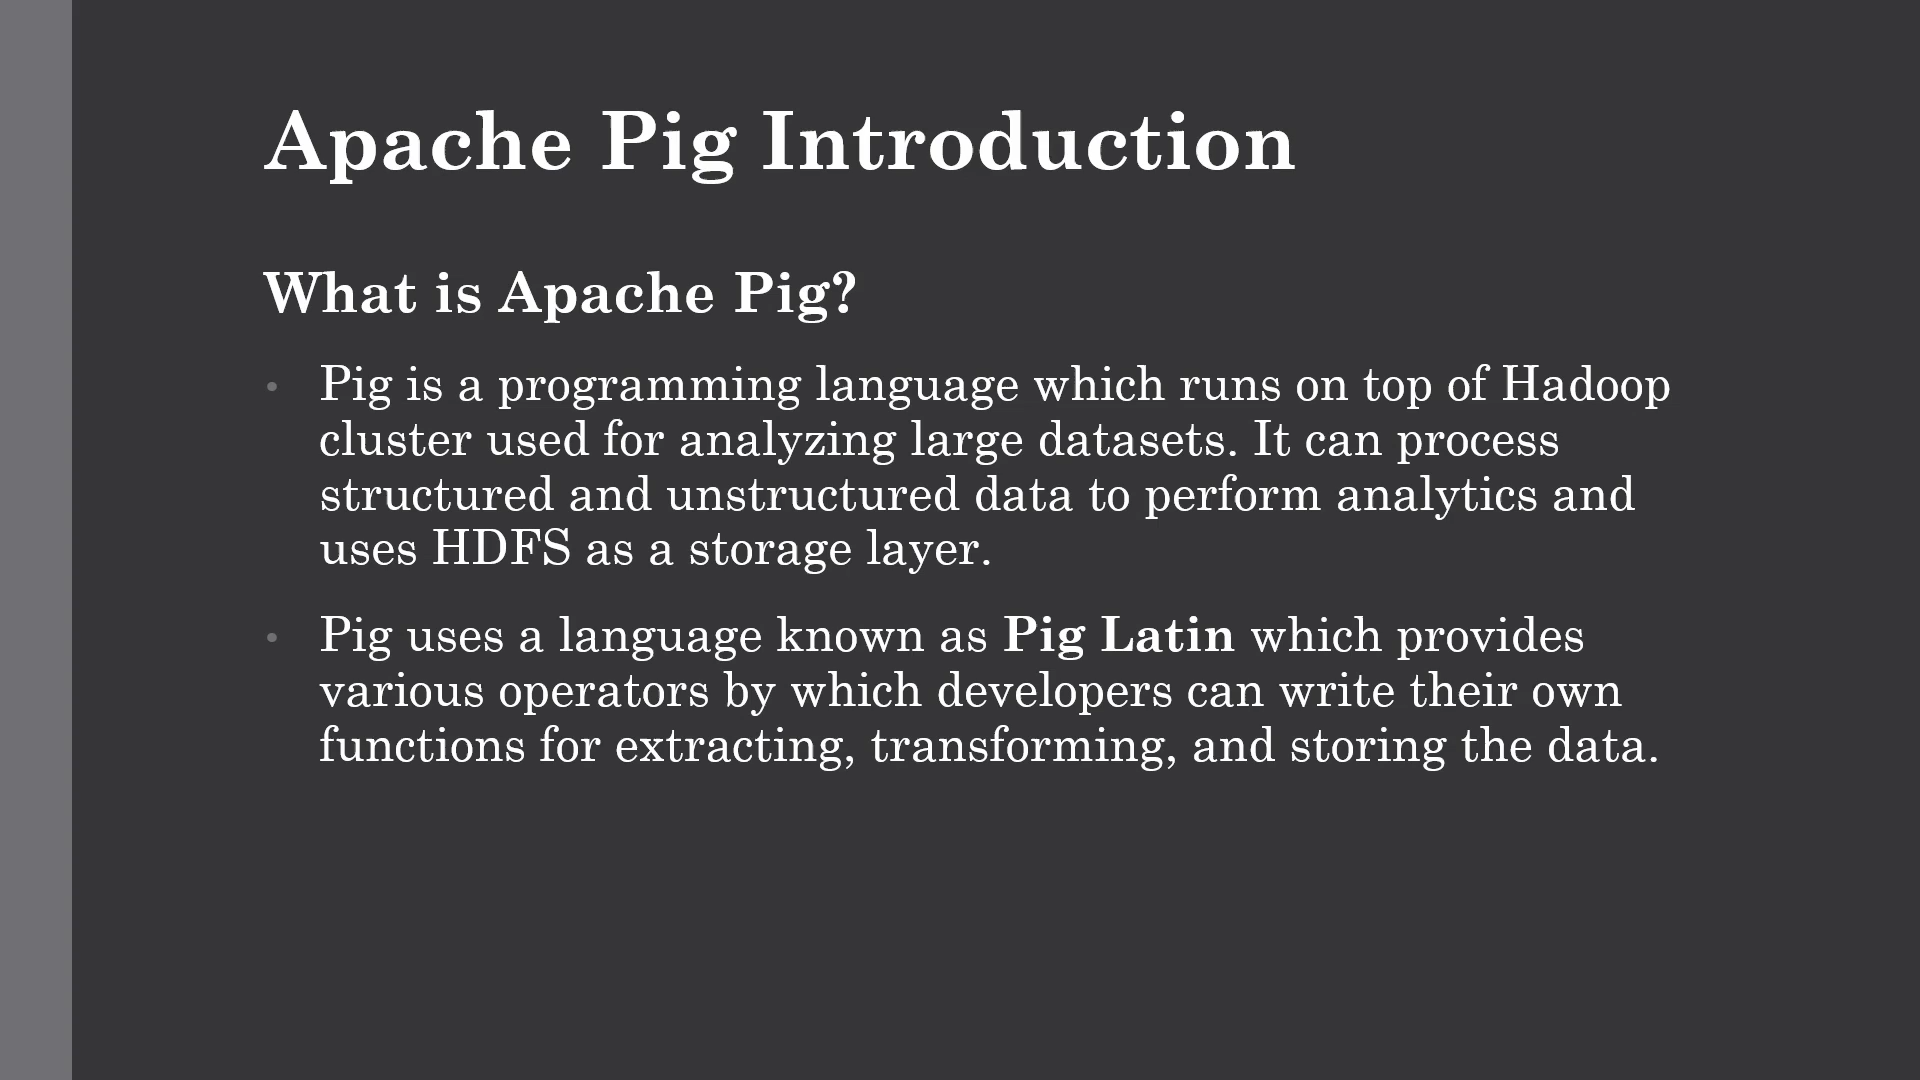 Apache Pig Introduction
What is Apache Pig?
• Pig is a programming language which runs on top of Hadoop
cluster used for analyzing large datasets. It can process
structured and unstructured data to perform analytics and
uses HDFS as a storage layer.
• Pig uses a language known as Pig Latin which provides
various operators by which developers can write their own
functions for extracting, transforming, and storing the data.